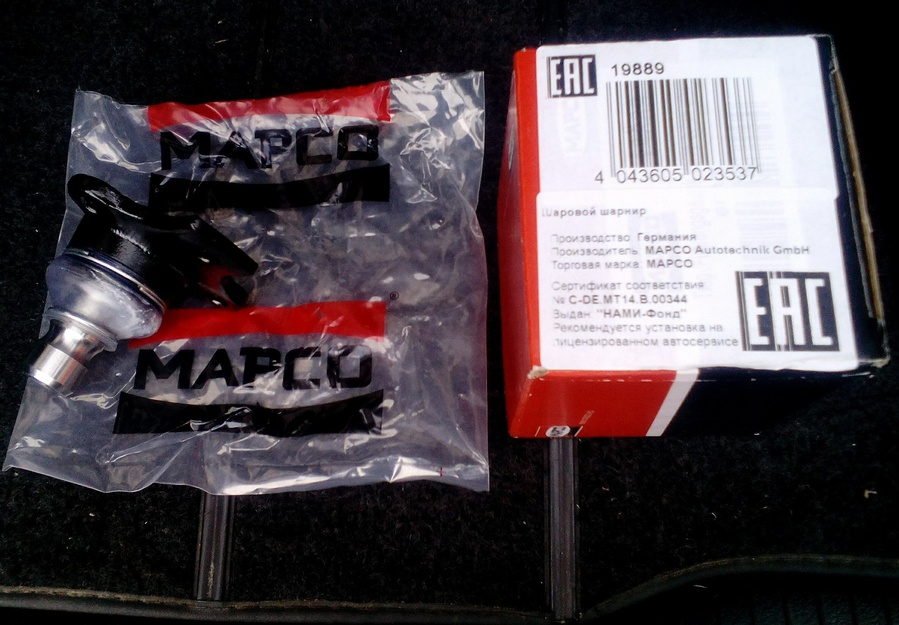 MAPCO
®
MAPCO
EAC
19889
4 043605 023537
Шаровой шарнир
Производство: Германия
Производитель: MAPCO Autotechnik GmbH
Торговая марка: MAPCO
Сертификат соответствия:
№ C-DE.MT14.B.00344
Выдан: "НАМИ-Фонд"
Рекомендуется установка на
лицензированном автосервисе
EAC